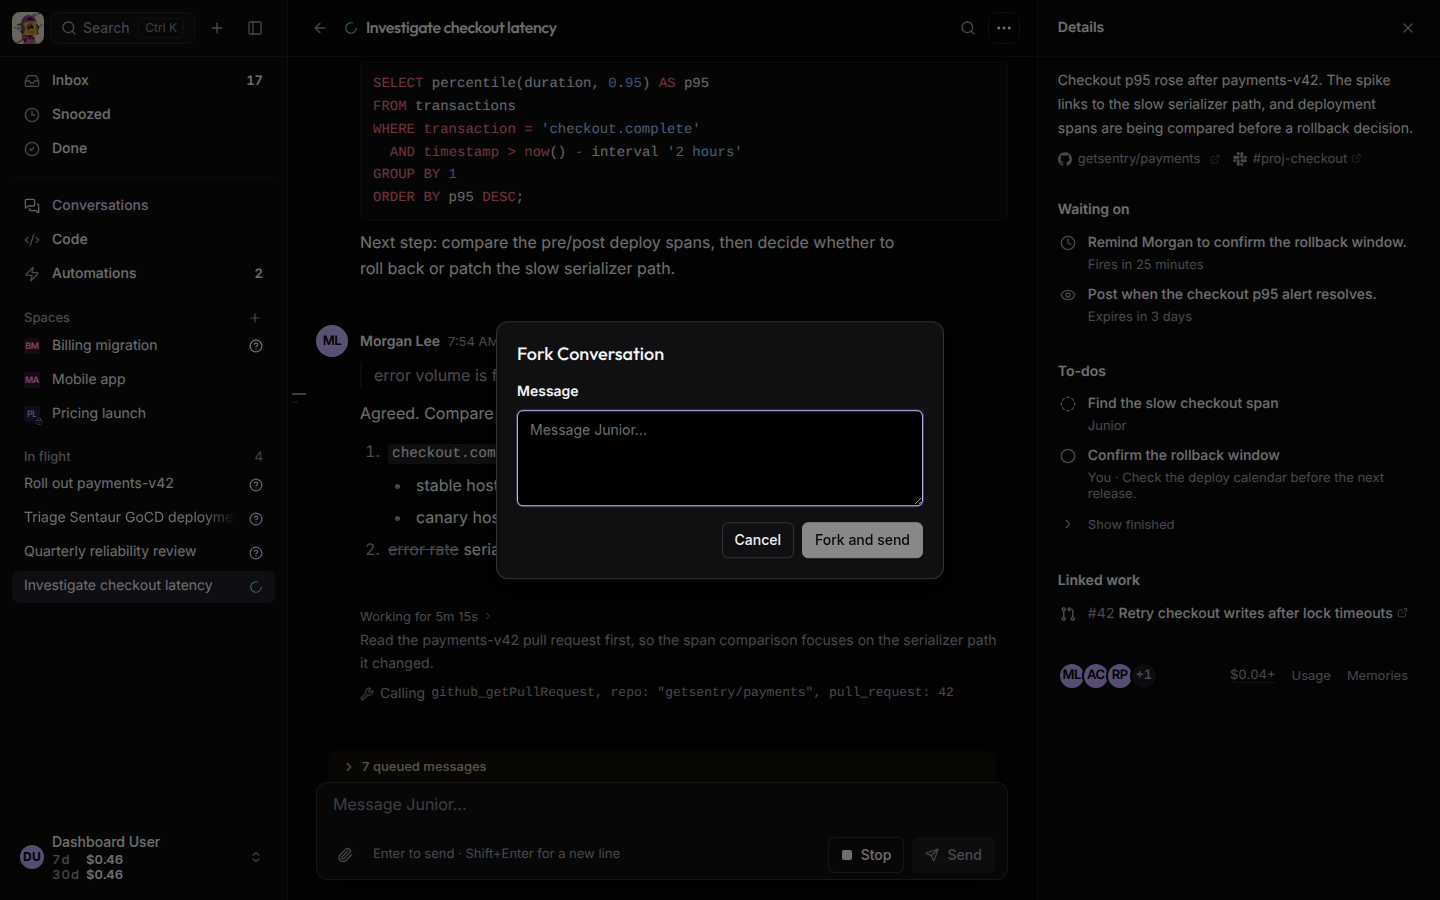 Search Ctrl K
Inbox 17
Snoozed
Done
Conversations
Code
Automations 2
Spaces
BM Billing migration
MA Mobile app
PL Pricing launch
In flight 4
Roll out payments-v42
Triage Sentaur GoCD deployme
Quarterly reliability review
Investigate checkout latency
DU Dashboard User
7d $0.46
30d $0.46
Investigate checkout latency
SELECT percentile(duration, 0.95) AS p95
FROM transactions
WHERE transaction = 'checkout.complete'
AND timestamp > now() - interval '2 hours'
GROUP BY 1
ORDER BY p95 DESC;
Next step: compare the pre/post deploy spans, then decide whether to
roll back or patch the slow serializer path.
ML Morgan Lee 7:54 AM
error volume is f
Agreed. Compare
1. checkout.com
• stable host
• canary hos
2. error rate seria
Fork Conversation
Message
Message Junior...
Cancel Fork and send
Working for 5m 15s
Read the payments-v42 pull request first, so the span comparison focuses on the serializer path
it changed.
Calling github_getPullRequest, repo: "getsentry/payments", pull_request: 42
7 queued messages
Message Junior...
Enter to send · Shift+Enter for a new line Stop Send
Details
Checkout p95 rose after payments-v42. The spike
links to the slow serializer path, and deployment
spans are being compared before a rollback decision.
getsentry/payments #proj-checkout
Waiting on
Remind Morgan to confirm the rollback window.
Fires in 25 minutes
Post when the checkout p95 alert resolves.
Expires in 3 days
To-dos
Find the slow checkout span
Junior
Confirm the rollback window
You · Check the deploy calendar before the next
release.
Show finished
Linked work
#42 Retry checkout writes after lock timeouts
ML AC RP +1 $0.04+ Usage Memories